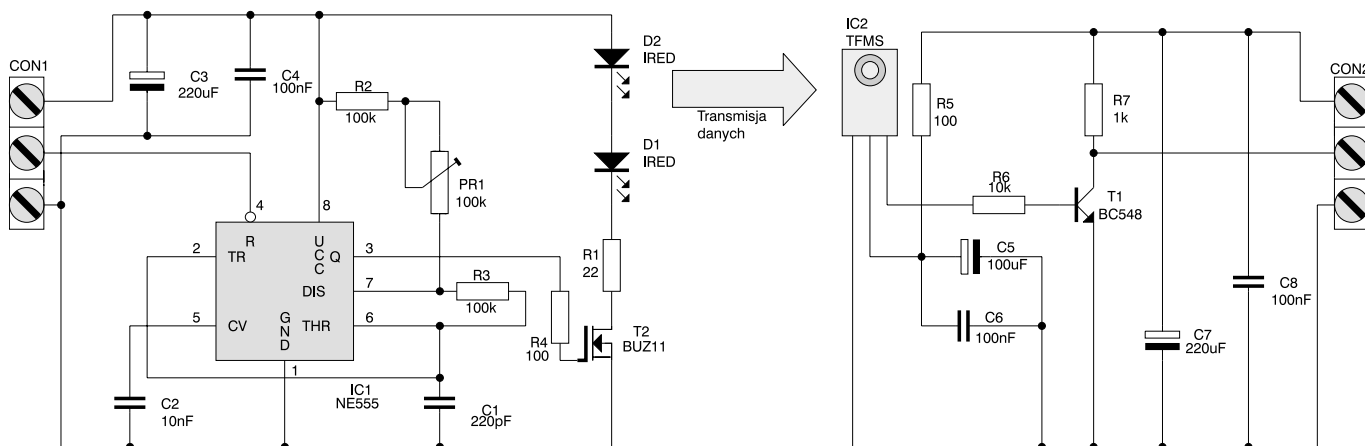 CON1
C3
220uF
C4
100nF
R2
100k
PR1
100k
D2
IRED
D1
IRED
R1
22
4
8
2
TR
R
U
C
C
Q
3
DIS
7
R3
100k
5
CV
G
N
D
THR
6
1
R4
100
T2
BUZ11
IC1
NE555
C2
10nF
C1
220pF
Transmisja
danych
IC2
TFMS
R5
100
R7
1k
R6
10k
T1
BC548
C5
100uF
C6
100nF
C7
220uF
C8
100nF
CON2